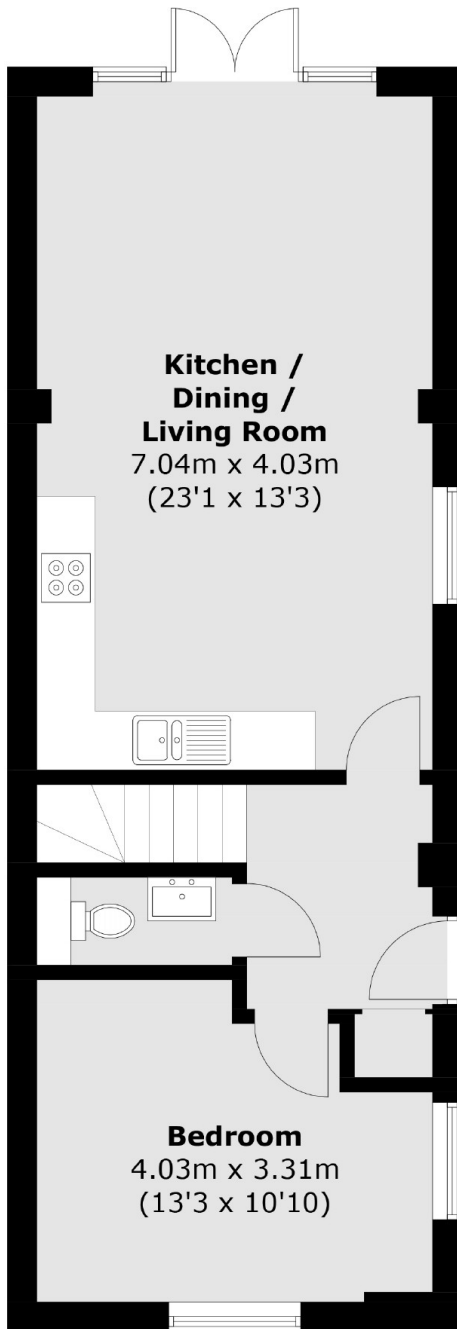 Kitchen /
Dining /
Living Room
7.04m x 4.03m
(23'1 x 13'3)
Bedroom
4.03m x 3.31m
(13'3 x 10'10)